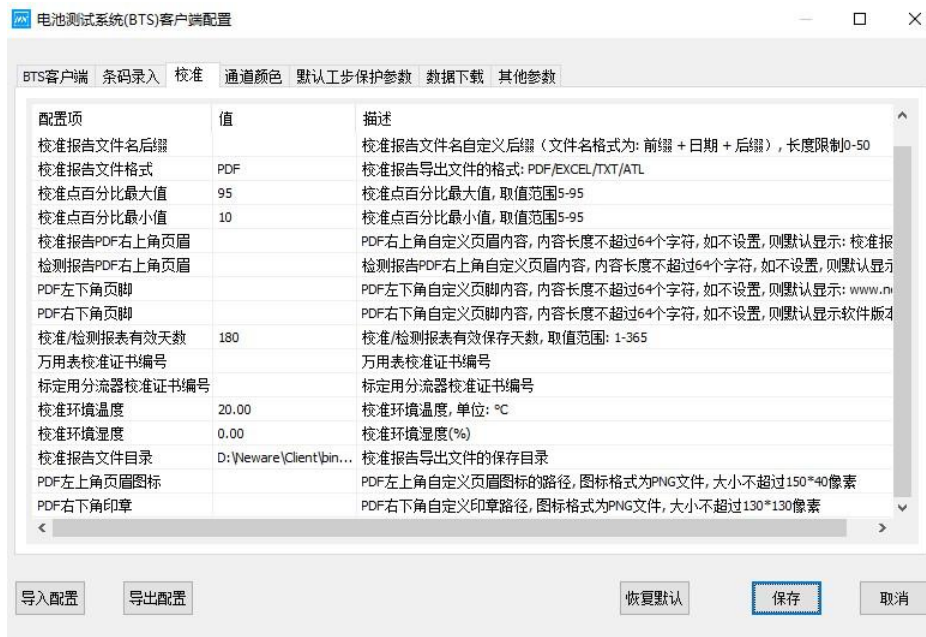 电池测试系统(BTS)客户端配置
BTS客户端 条码录入 校准 通道颜色 默认工步保护参数 数据下载 其他参数
配置项 值 描述
校准报告文件名后缀 校准报告文件名自定义后缀（文件名格式为: 前缀 + 日期 + 后缀）, 长度限制0-50
校准报告文件格式 PDF 校准报告导出文件的格式: PDF/EXCEL/TXT/ATL
校准点百分比最大值 95 校准点百分比最大值, 取值范围5-95
校准点百分比最小值 10 校准点百分比最小值, 取值范围5-95
校准报告PDF右上角页眉 PDF右上角自定义页眉内容, 内容长度不超过64个字符, 如不设置, 则默认显示: 校准报
检测报告PDF右上角页眉 检测报告PDF右上角自定义页眉内容, 内容长度不超过64个字符, 如不设置, 则默认显示
PDF左下角页脚 PDF左下角自定义页脚内容, 内容长度不超过64个字符, 如不设置, 则默认显示: www.n
PDF右下角页脚 PDF右下角自定义页脚内容, 内容长度不超过64个字符, 如不设置, 则默认显示软件版本
校准/检测报表有效天数 180 校准/检测报表有效保存天数, 取值范围: 1-365
万用表校准证书编号 万用表校准证书编号
标定用分流器校准证书编号 标定用分流器校准证书编号
校准环境温度 20.00 校准环境温度, 单位: °C
校准环境湿度 0.00 校准环境湿度(%)
校准报告文件目录 D:\Neware\Client\bin... 校准报告导出文件的保存目录
PDF左上角页眉图标 PDF左上角自定义页眉图标的路径, 图标格式为PNG文件, 大小不超过150*40像素
PDF右下角印章 PDF右下角自定义印章路径, 图标格式为PNG文件, 大小不超过130*130像素
导入配置 导出配置 恢复默认 保存 取消